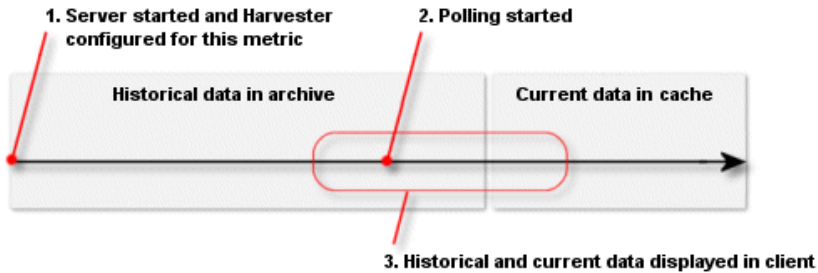 1. Server started and Harvester
configured for this metric
2. Polling started
Historical data in archive
Current data in cache
3. Historical and current data displayed in client